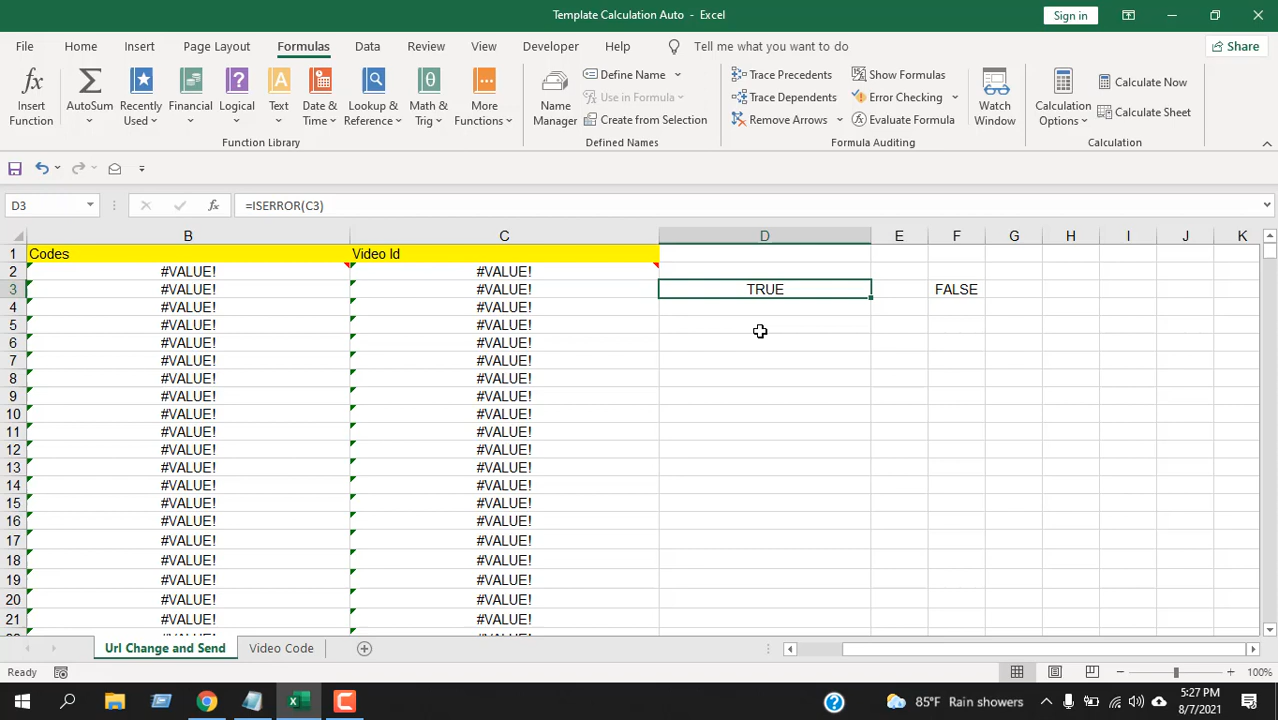 Template Calculation Auto - Excel
Sign in
File Home Insert Page Layout Formulas Data Review View Developer Help Tell me what you want to do Share
Insert Function
AutoSum
Recently Used
Financial
Logical
Text
Date & Time
Lookup & Reference
Math & Trig
More Functions
Function Library
Name Manager
Define Name
Use in Formula
Create from Selection
Defined Names
Trace Precedents
Trace Dependents
Remove Arrows
Show Formulas
Error Checking
Evaluate Formula
Formula Auditing
Watch Window
Calculation Options
Calculate Now
Calculate Sheet
Calculation
D3 fx =ISERROR(C3)
B C D E F G H I J K
1 Codes Video Id
2 #VALUE! #VALUE!
3 #VALUE! #VALUE! TRUE FALSE
4 #VALUE! #VALUE!
5 #VALUE! #VALUE!
6 #VALUE! #VALUE!
7 #VALUE! #VALUE!
8 #VALUE! #VALUE!
9 #VALUE! #VALUE!
10 #VALUE! #VALUE!
11 #VALUE! #VALUE!
12 #VALUE! #VALUE!
13 #VALUE! #VALUE!
14 #VALUE! #VALUE!
15 #VALUE! #VALUE!
16 #VALUE! #VALUE!
17 #VALUE! #VALUE!
18 #VALUE! #VALUE!
19 #VALUE! #VALUE!
20 #VALUE! #VALUE!
21 #VALUE! #VALUE!
Url Change and Send Video Code
Ready 100%
85°F Rain showers
5:27 PM
8/7/2021